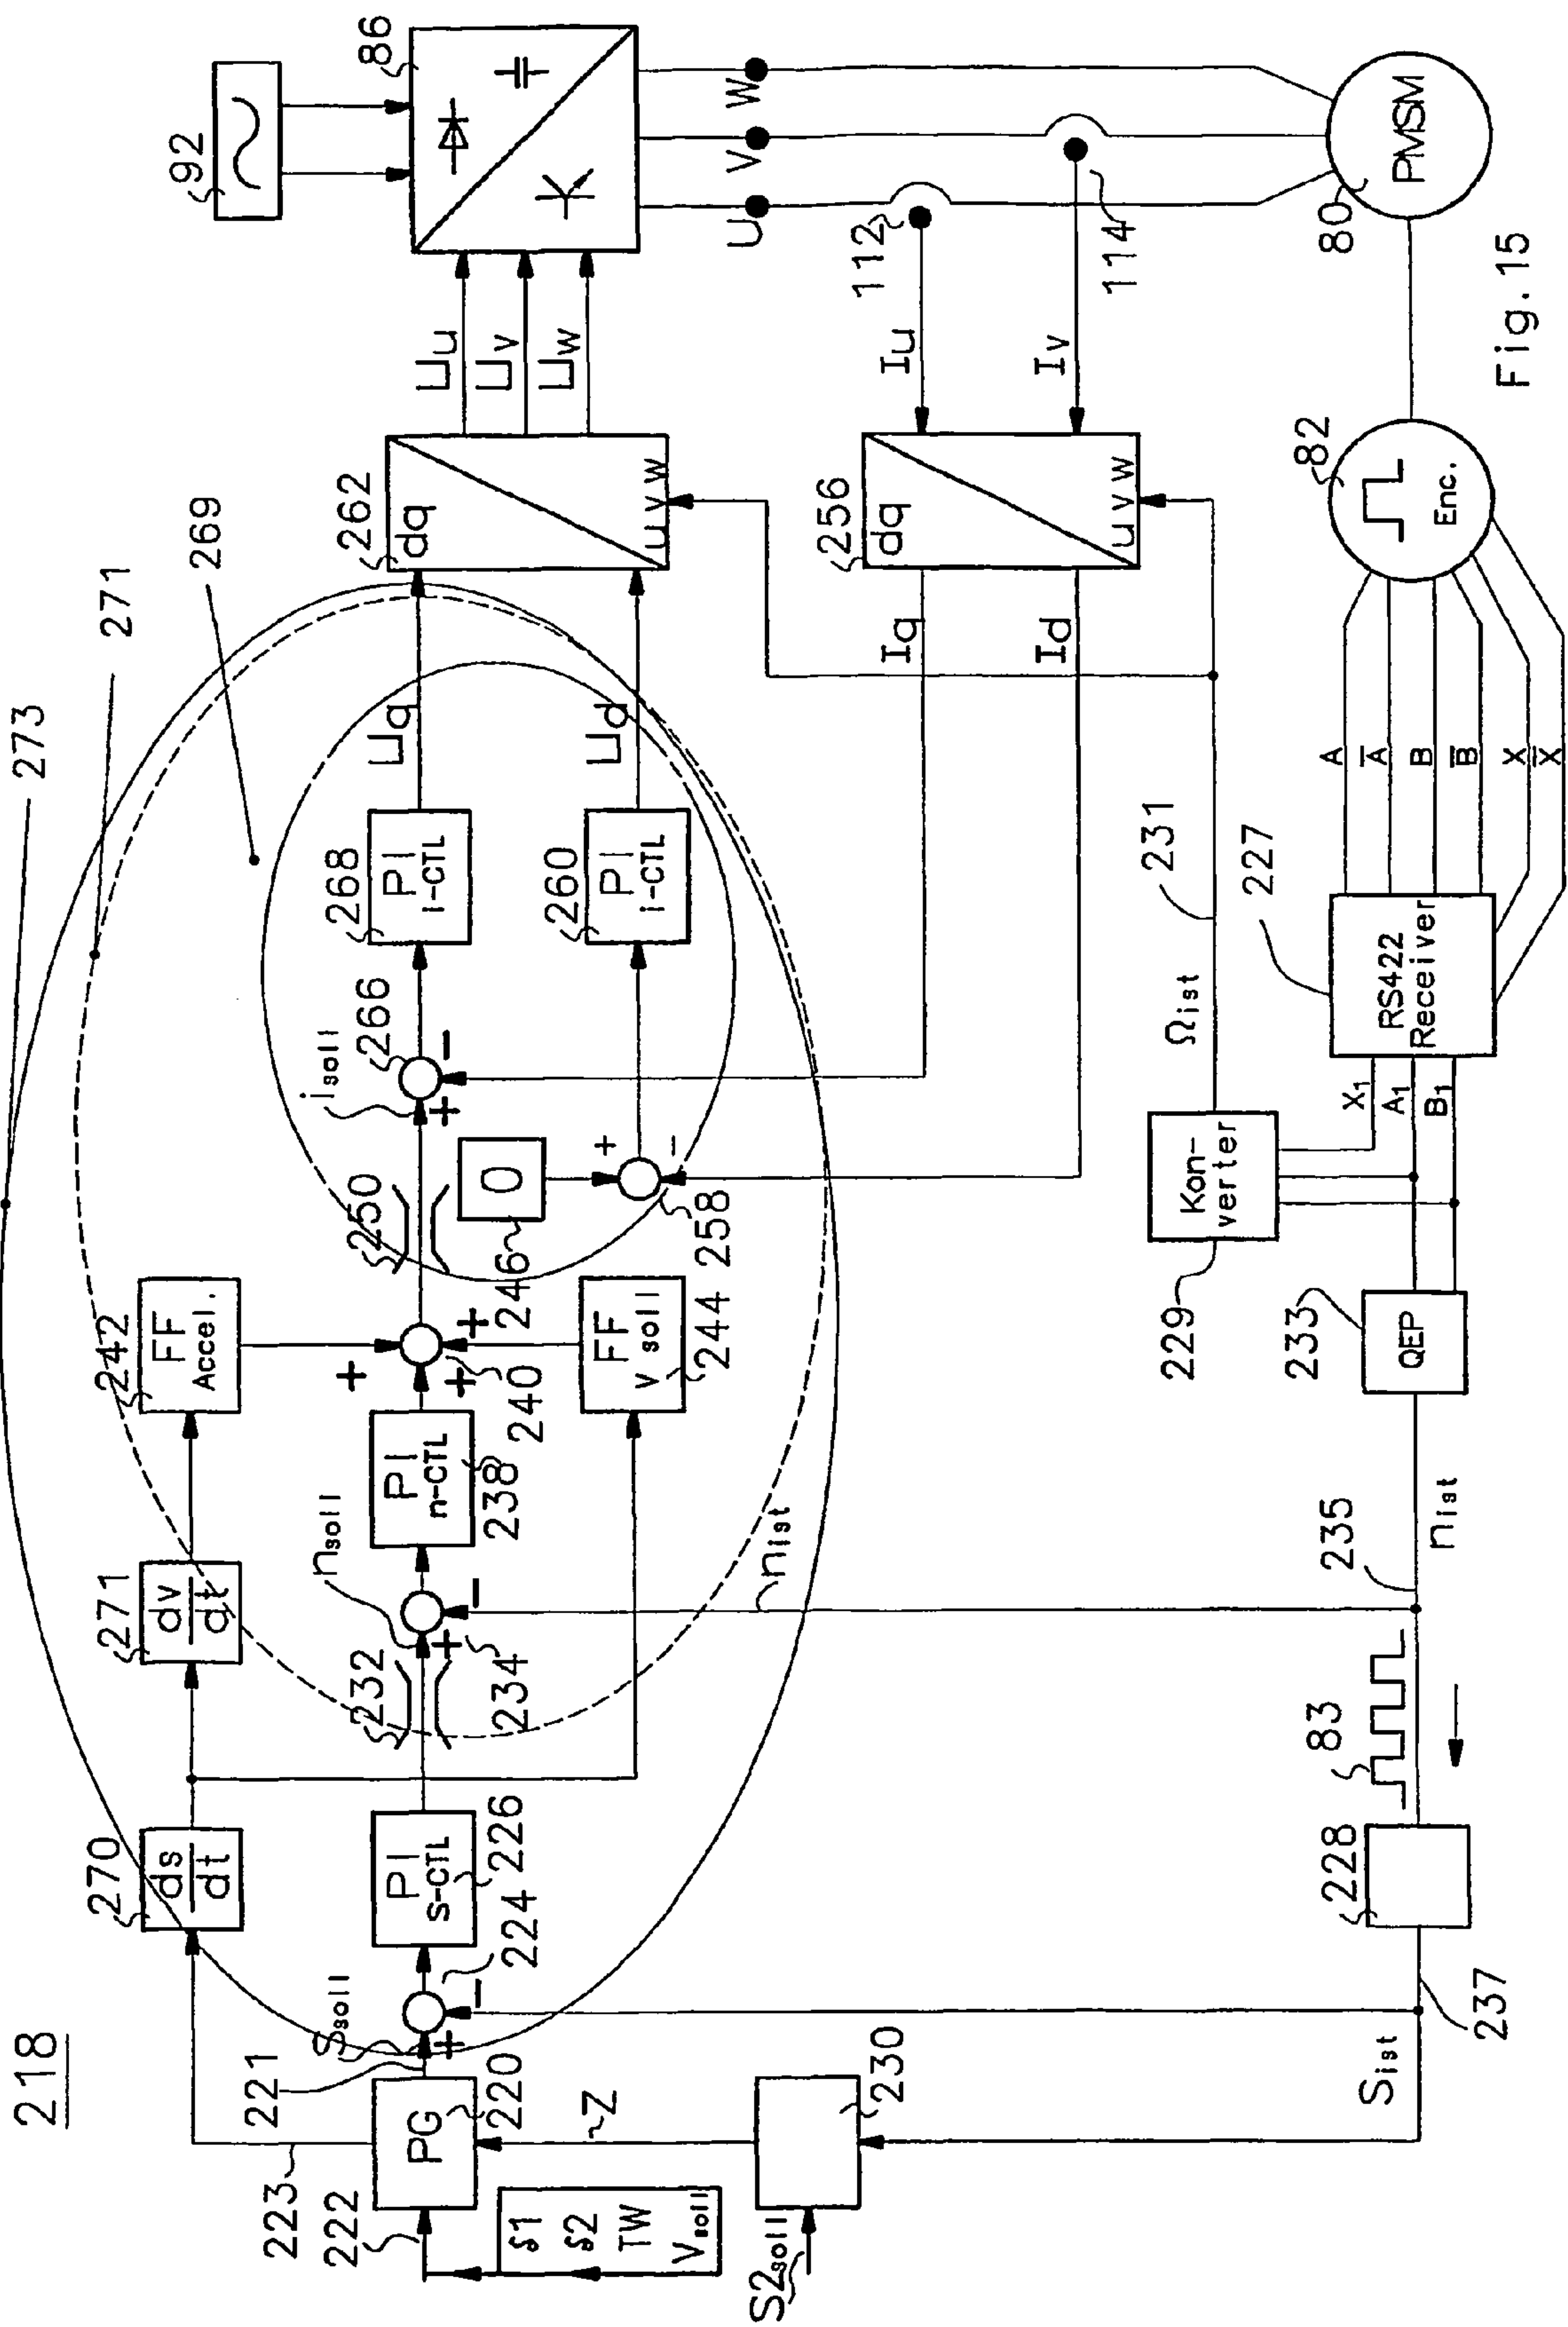 218
273
271
269
92
86
270
ds
dt
271
dv
dt
242
FF
Accel.
223
221
Ssoll
222
PG
220
224
PI
s-CTL
226
232
nsoll
234
PI
n-CTL
238
240
250
246
0
isoll
266
258
268
PI
i-CTL
Uq
260
PI
i-CTL
Ud
262
dq
u v w
Uu
Uv
Uw
FF
vsoll
244
+
−
+
−
+
+
+
+
−
+
−
U
V
W
112
114
Iu
Iv
256
dq
u v w
Iq
Id
δ1
δ2
TW
Vsoll
Z
230
S2soll
nist
231
Ωist
229
Kon-
verter
227
RS422
Receiver
X1
A1
B1
A
A̅
B
B̅
X
X̅
82
Enc.
80
PMSM
233
QEP
nist
235
83
228
237
Sist
Fig.15